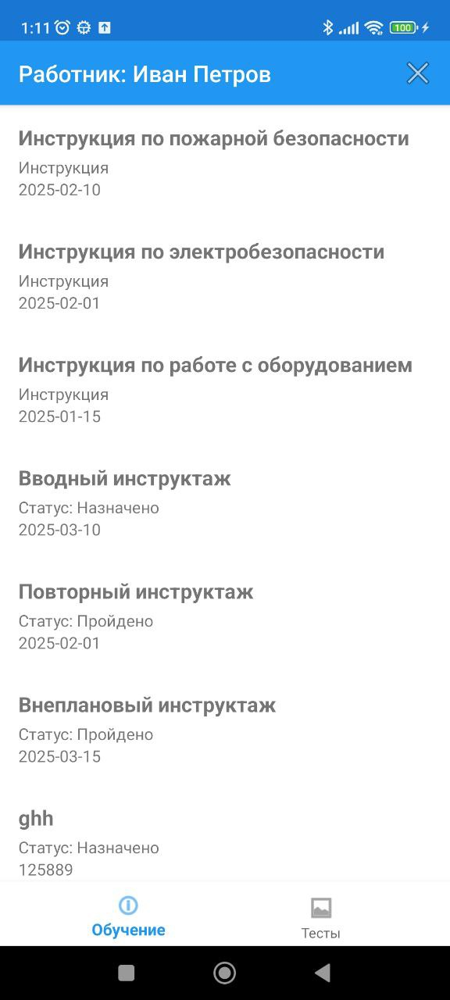 1:11
100
Работник: Иван Петров
Инструкция по пожарной безопасности
Инструкция
2025-02-10
Инструкция по электробезопасности
Инструкция
2025-02-01
Инструкция по работе с оборудованием
Инструкция
2025-01-15
Вводный инструктаж
Статус: Назначено
2025-03-10
Повторный инструктаж
Статус: Пройдено
2025-02-01
Внеплановый инструктаж
Статус: Пройдено
2025-03-15
ghh
Статус: Назначено
125889
Обучение
Тесты